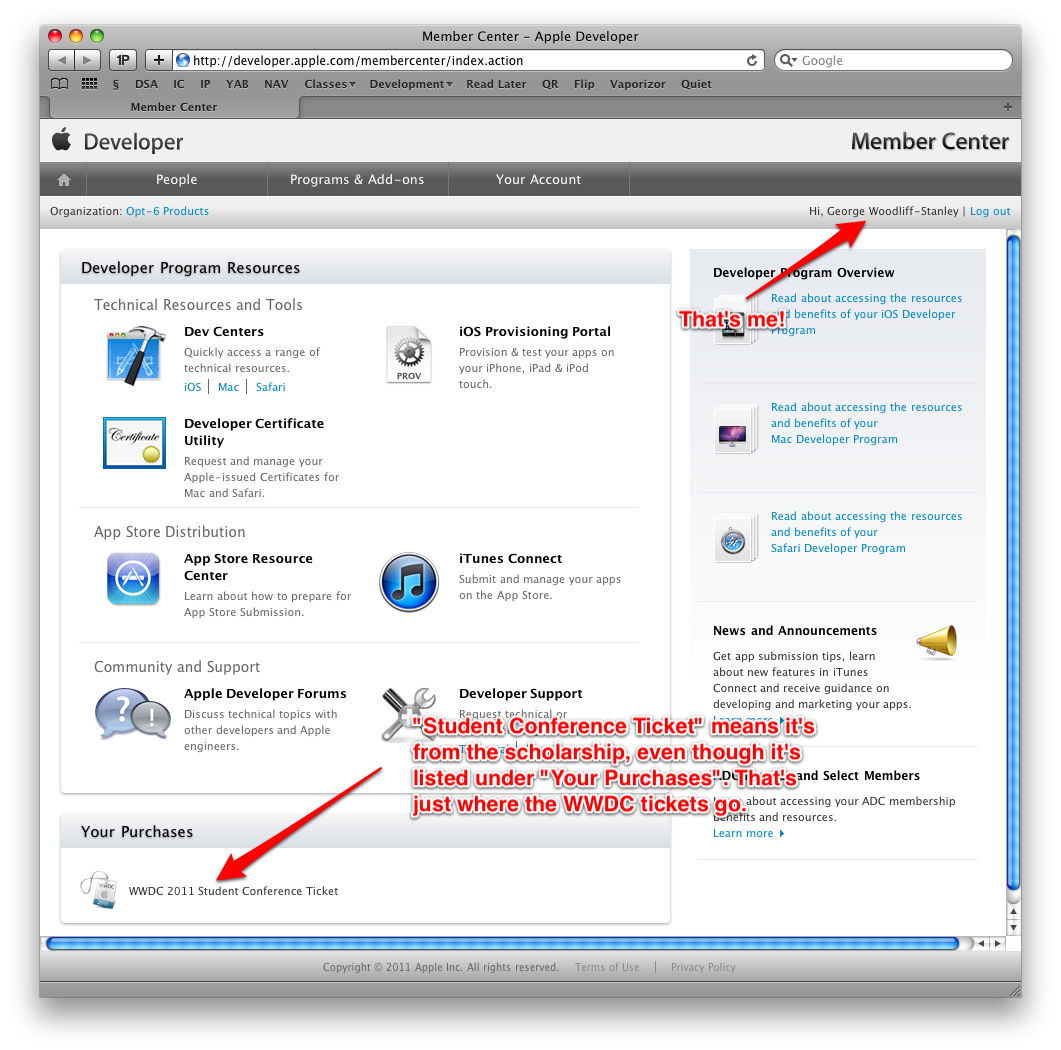 Member Center – Apple Developer
1P
+
http://developer.apple.com/membercenter/index.action
Google
§ DSA IC IP YAB NAV Classes Development Read Later QR Flip Vaporizor Quiet
Member Center
+
Developer
Member Center
People Programs & Add-ons Your Account
Organization: Opt-6 Products
Hi, George Woodliff-Stanley | Log out
Developer Program Resources
Technical Resources and Tools
Dev Centers
Quickly access a range of
technical resources.
iOS | Mac | Safari
PROV
iOS Provisioning Portal
Provision & test your apps on
your iPhone, iPad & iPod
touch.
Certificate
Developer Certificate
Utility
Request and manage your
Apple-issued Certificates for
Mac and Safari.
App Store Distribution
App Store Resource
Center
Learn about how to prepare for
App Store Submission.
iTunes Connect
Submit and manage your apps
on the App Store.
Community and Support
Apple Developer Forums
Discuss technical topics with
other developers and Apple
engineers.
Developer Support
Request technical or
"Student Conference Ticket" means it's
from the scholarship, even though it's
listed under "Your Purchases". That's
just where the WWDC tickets go.
Your Purchases
WWDC
2011
WWDC 2011 Student Conference Ticket
Developer Program Overview
That's me!
Read about accessing the resources
and benefits of your iOS Developer
Program
Read about accessing the resources
and benefits of your
Mac Developer Program
Read about accessing the resources
and benefits of your
Safari Developer Program
News and Announcements
Get app submission tips, learn
about new features in iTunes
Connect and receive guidance on
developing and marketing your apps.
Learn more
and Select Members
about accessing your ADC membership
benefits and resources.
Learn more
Copyright © 2011 Apple Inc. All rights reserved. Terms of Use | Privacy Policy